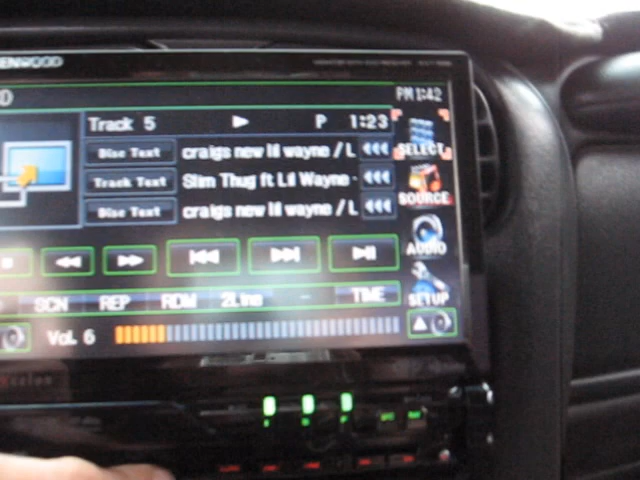 KENWOOD
PM 1:42
Track 5 P 1:23
Disc Text craigs new lil wayne / L
Track Text Slim Thug ft Lil Wayne -
Disc Text craigs new lil wayne / L
SELECT
SOURCE
AUDIO
SETUP
SCN REP RDM 2Line TIME
Vol. 6